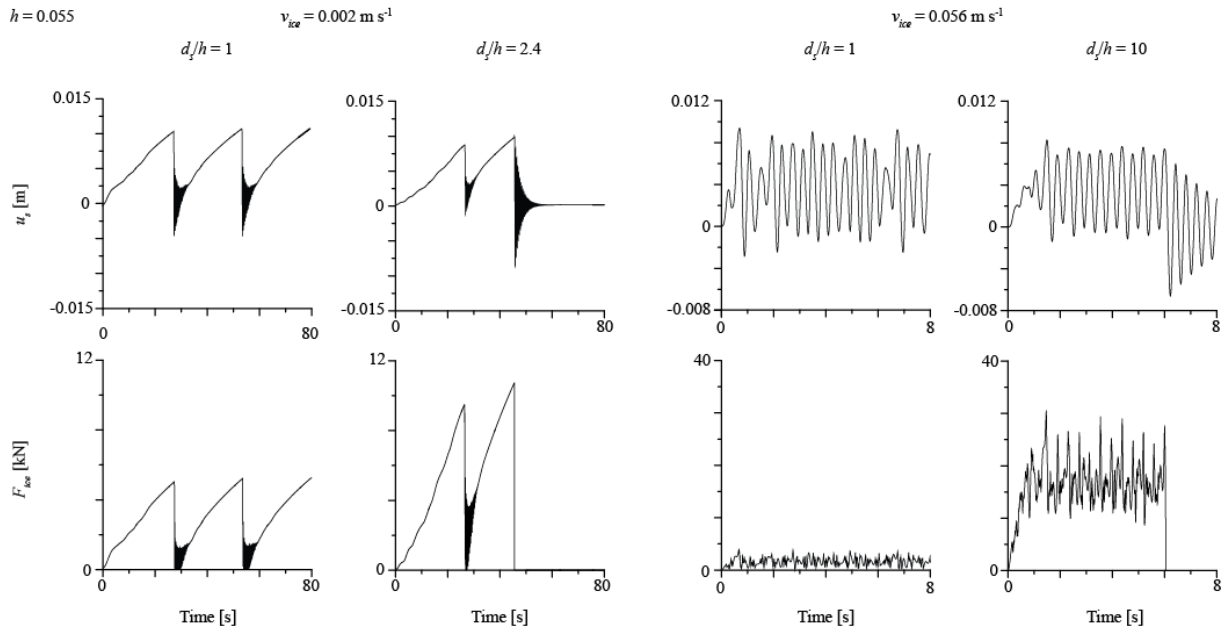 h = 0.055
v_ice = 0.002 m s⁻¹
v_ice = 0.056 m s⁻¹
d_s/h = 1
d_s/h = 2.4
d_s/h = 1
d_s/h = 10
0.015
0.015
0.012
0.012
u_s [m]
0
0
0
0
-0.015
-0.015
-0.008
-0.008
0
80
0
80
0
8
0
8
12
12
40
40
F_ice [kN]
0
0
0
0
0
80
0
80
0
8
0
8
Time [s]
Time [s]
Time [s]
Time [s]